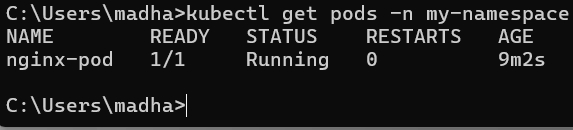 C:\Users\madha>kubectl get pods -n my-namespace
NAME        READY   STATUS    RESTARTS   AGE
nginx-pod   1/1     Running   0          9m2s
C:\Users\madha>